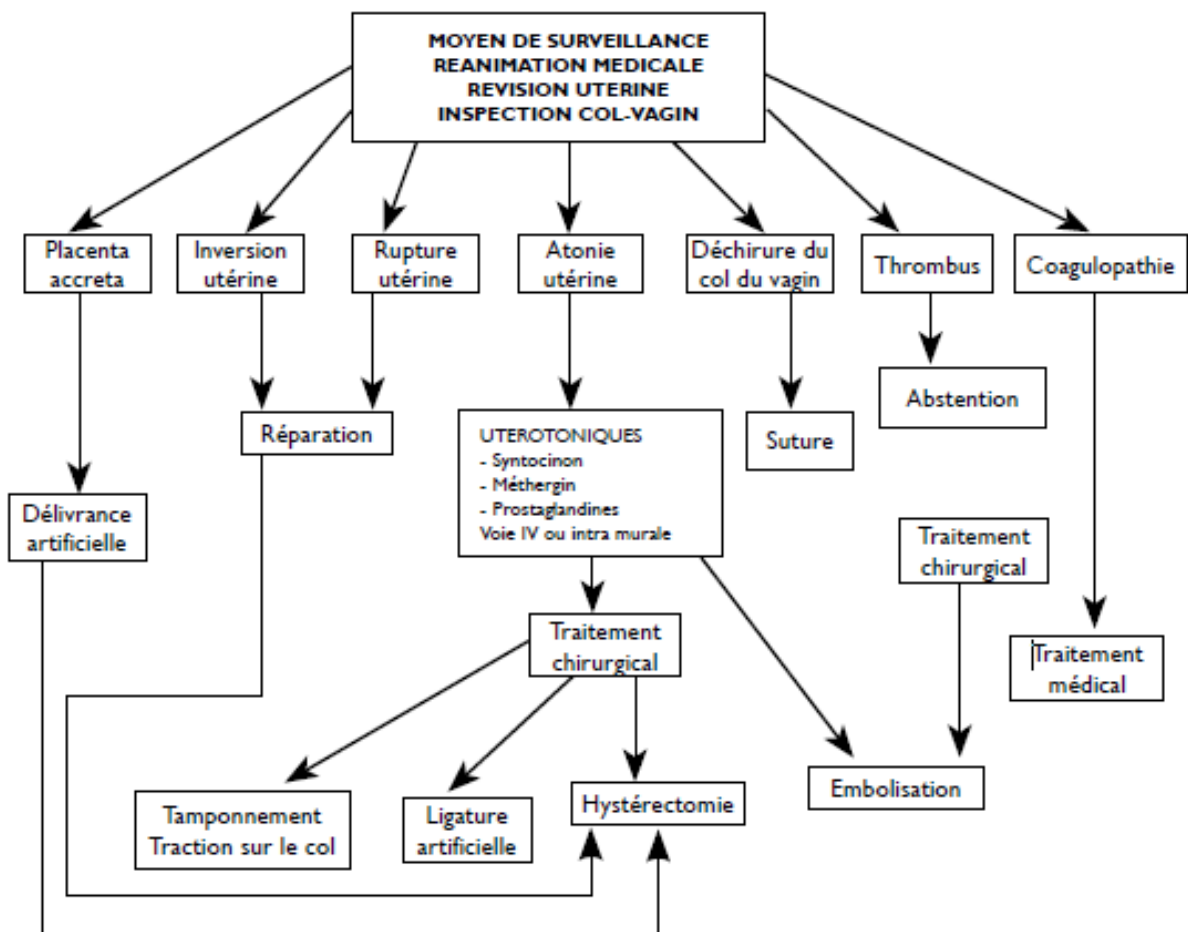 MOYEN DE SURVEILLANCE
REANIMATION MEDICALE
REVISION UTERINE
INSPECTION COL-VAGIN
Placenta
accreta
Inversion
utérine
Rupture
utérine
Atonie
utérine
Déchirure du
col du vagin
Thrombus
Coagulopathie
Réparation
UTEROTONIQUES
- Syntocinon
- Méthergin
- Prostaglandines
Voie IV ou intra murale
Suture
Abstention
Délivrance
artificielle
Traitement
chirurgical
Traitement
chirurgical
Traitement
médical
Tamponnement
Traction sur le col
Ligature
artificielle
Hystérectomie
Embolisation